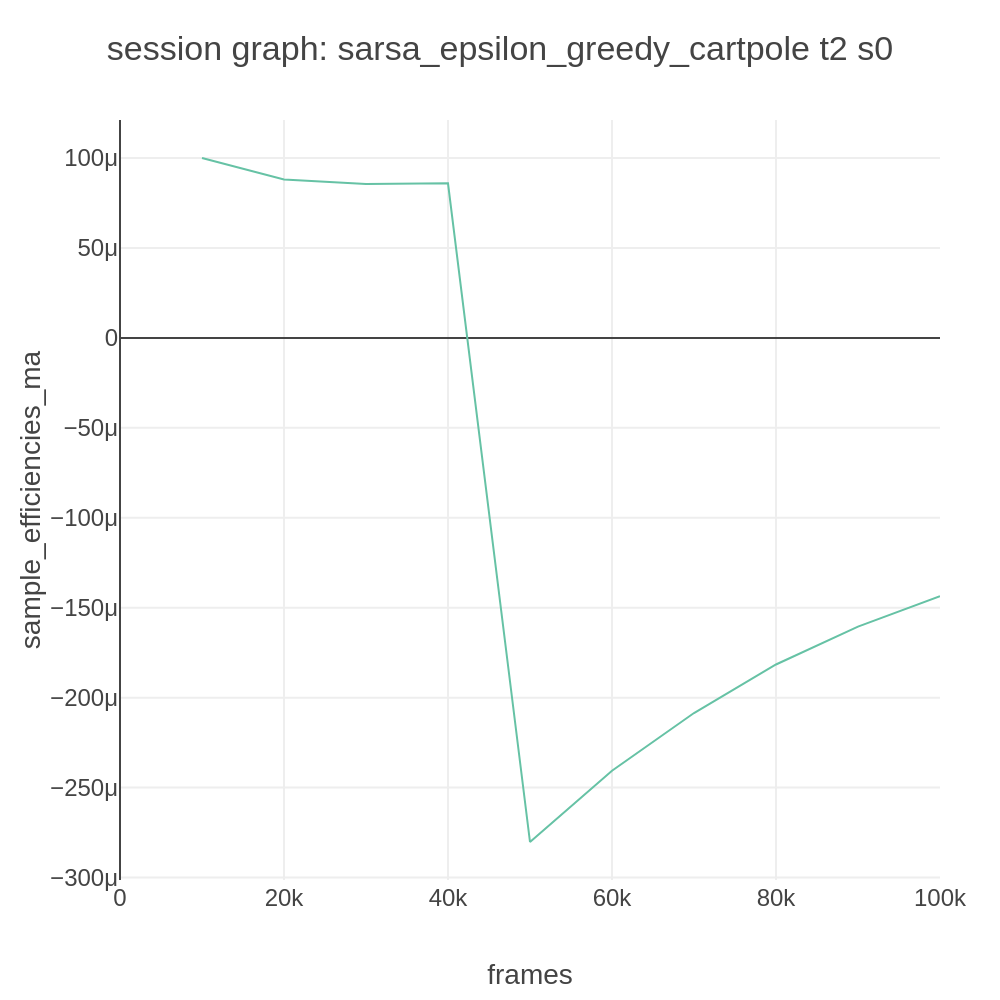 session graph: sarsa_epsilon_greedy_cartpole t2 s0
sample_efficiencies_ma
100μ
50μ
0
−50μ
−100μ
−150μ
−200μ
−250μ
−300μ
0
20k
40k
60k
80k
100k
frames